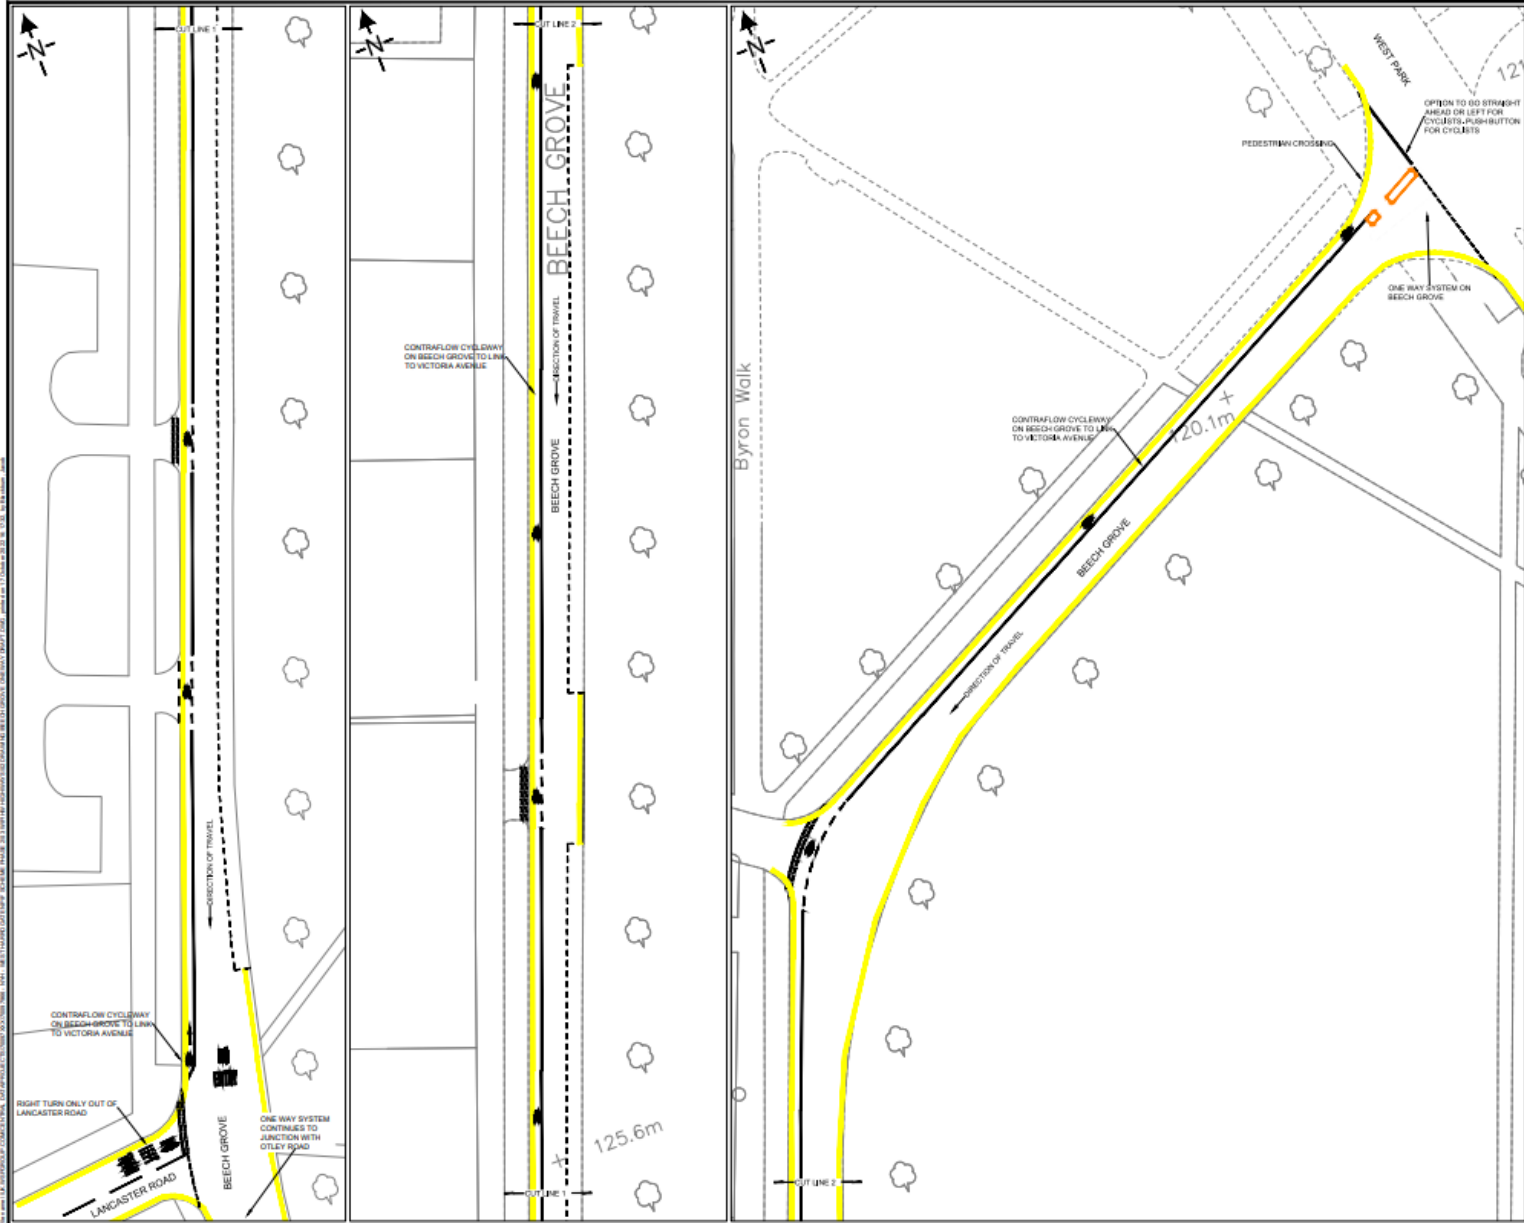 N
CUT LINE 1
DIRECTION OF TRAVEL
CONTRAFLOW CYCLEWAY
ON BEECH GROVE TO LINK
TO VICTORIA AVENUE
RIGHT TURN ONLY OUT OF
LANCASTER ROAD
LANCASTER ROAD
BEECH GROVE
ONE WAY SYSTEM
CONTINUES TO
JUNCTION WITH
OTLEY ROAD
N
CUT LINE 2
BEECH GROVE
DIRECTION OF TRAVEL
CONTRAFLOW CYCLEWAY
ON BEECH GROVE TO LINK
TO VICTORIA AVENUE
BEECH GROVE
125.6m
CUT LINE 1
N
WEST PARK
121
OPTION TO GO STRAIGHT
AHEAD OR LEFT FOR
CYCLISTS. PUSH BUTTON
FOR CYCLISTS
PEDESTRIAN CROSSING
ONE WAY SYSTEM ON
BEECH GROVE
Byron Walk
CONTRAFLOW CYCLEWAY
ON BEECH GROVE TO LINK
TO VICTORIA AVENUE
120.1m
BEECH GROVE
DIRECTION OF TRAVEL
CUT LINE 2